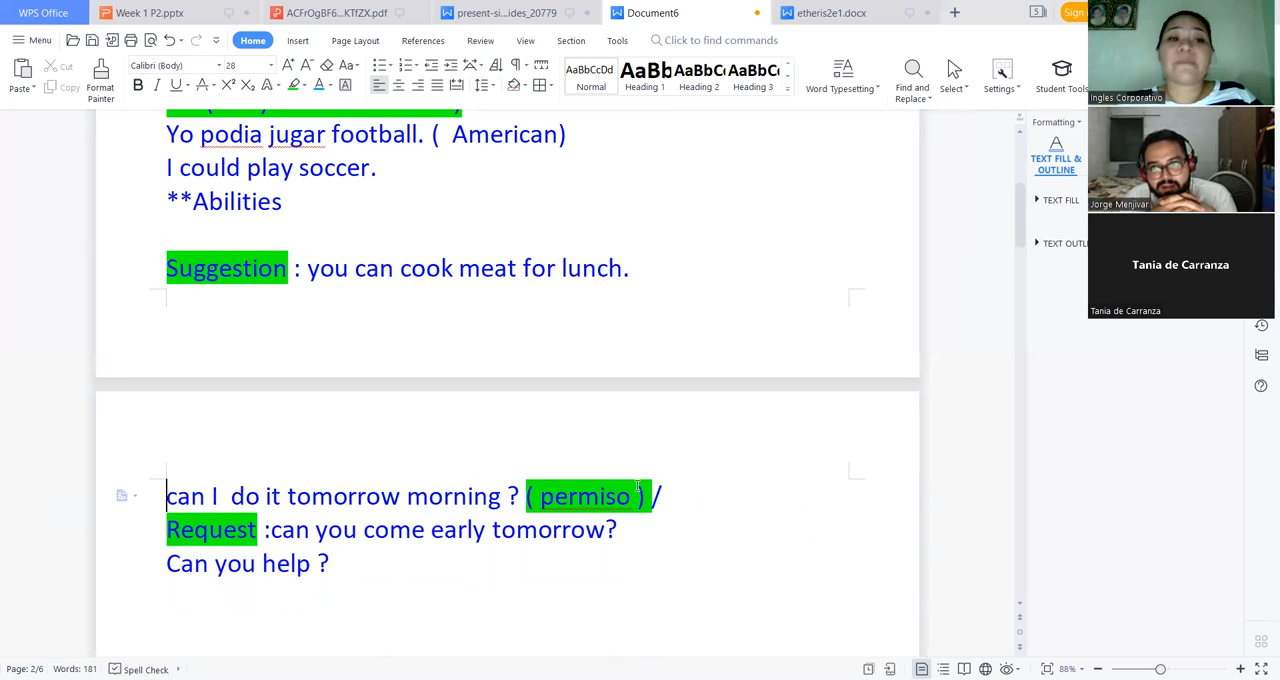 WPS Office
Week 1 P2.pptx
ACFrOgBF6...KTfZX.pdf
present-si...ides_20779
Document6
etheris2e1.docx
Sign
Menu
Home
Insert
Page Layout
References
Review
View
Section
Tools
Click to find commands
Paste
Cut
Copy
Format Painter
Calibri (Body)
28
AaBbCcDd
Normal
AaBb
Heading 1
AaBbC
Heading 2
AaBbC
Heading 3
Word Typesetting
Find and Replace
Select
Settings
Student Tools
Yo podia jugar football. (  American)
I could play soccer.
**Abilities
Suggestion : you can cook meat for lunch.
can I  do it tomorrow morning ? ( permiso ) /
Request :can you come early tomorrow?
Can you help ?
Formatting
TEXT FILL & OUTLINE
TEXT FILL
TEXT OUTL
Ingles Corporativo
Jorge Menjivar
Tania de Carranza
Tania de Carranza
Page: 2/6
Words: 181
Spell Check
88%